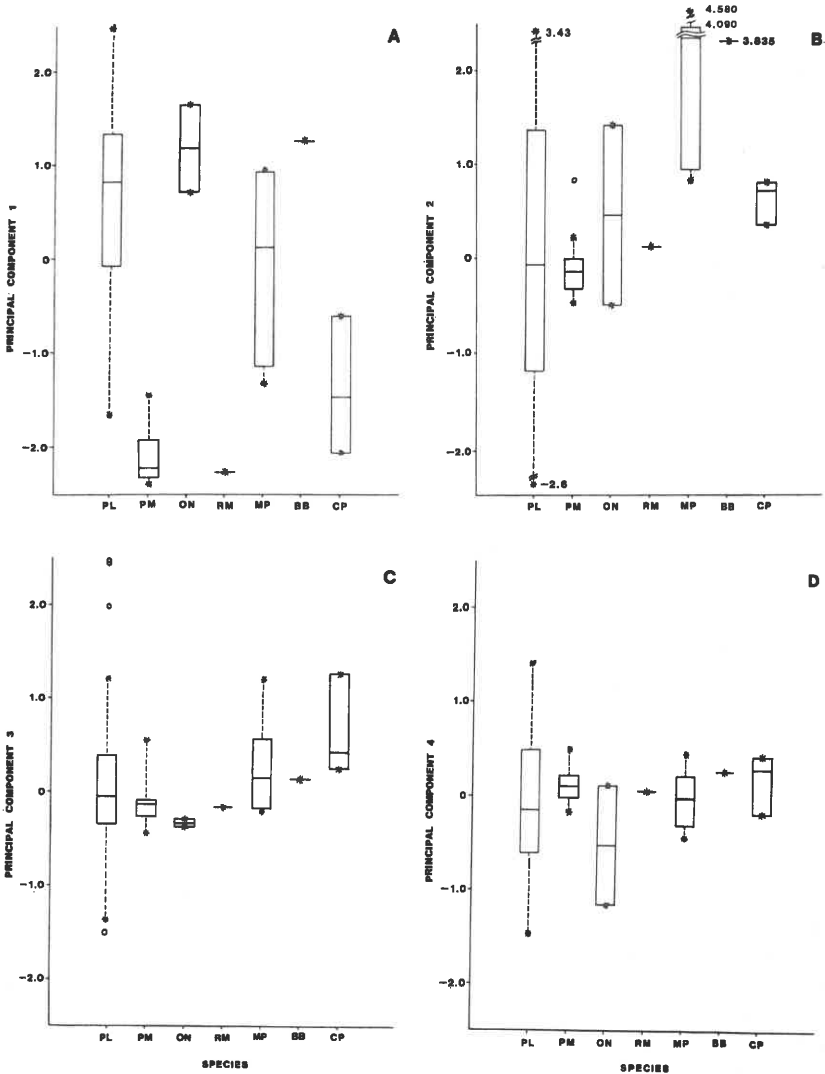 A
PRINCIPAL COMPONENT 1
2.0
1.0
0
−1.0
−2.0
PL PM ON RM MP BB CP
B
PRINCIPAL COMPONENT 2
2.0
1.0
0
−1.0
−2.0
3.43
4.580
4.090
3.835
−2.6
PL PM ON RM MP BB CP
C
PRINCIPAL COMPONENT 3
2.0
1.0
0
−1.0
−2.0
PL PM ON RM MP BB CP
SPECIES
D
PRINCIPAL COMPONENT 4
2.0
1.0
0
−1.0
−2.0
PL PM ON RM MP BB CP
SPECIES